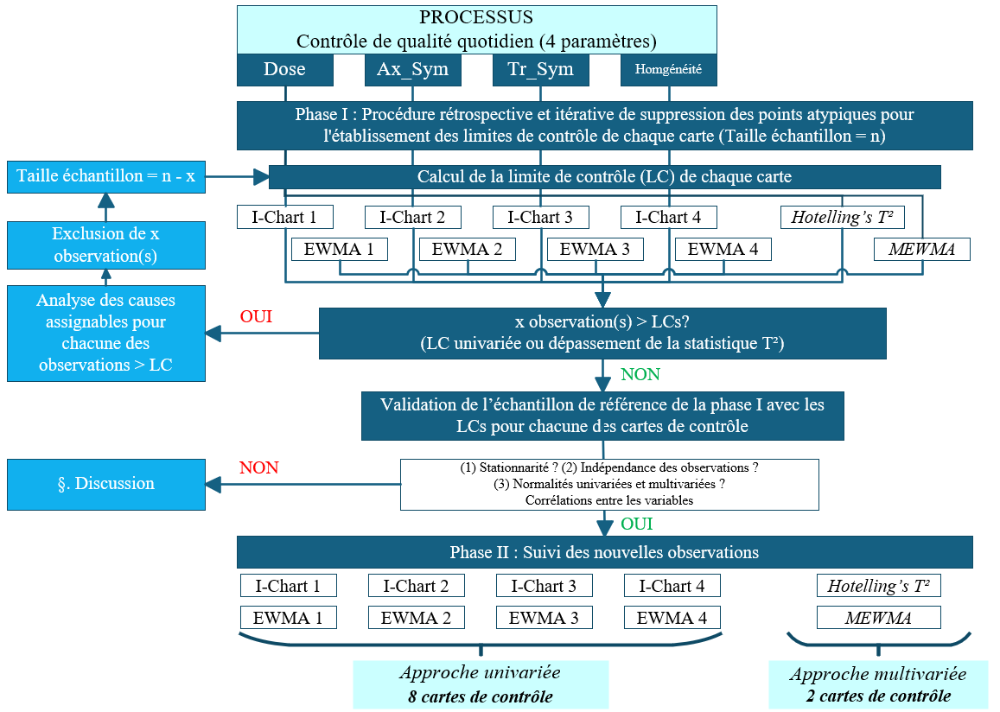 PROCESSUS
Contrôle de qualité quotidien (4 paramètres)
Dose
Ax_Sym
Tr_Sym
Homgénéité
Phase I : Procédure rétrospective et itérative de suppression des points atypiques pour
l'établissement des limites de contrôle de chaque carte (Taille échantillon = n)
Taille échantillon = n - x
Calcul de la limite de contrôle (LC) de chaque carte
I-Chart 1
I-Chart 2
I-Chart 3
I-Chart 4
Hotelling’s T²
Exclusion de x
observation(s)
EWMA 1
EWMA 2
EWMA 3
EWMA 4
MEWMA
Analyse des causes
assignables pour
chacune des
observations > LC
OUI
x observation(s) > LCs?
(LC univariée ou dépassement de la statistique T²)
NON
Validation de l’échantillon de référence de la phase I avec les
LCs pour chacune des cartes de contrôle
§. Discussion
NON
(1) Stationnarité ? (2) Indépendance des observations ?
(3) Normalités univariées et multivariées ?
Corrélations entre les variables
OUI
Phase II : Suivi des nouvelles observations
I-Chart 1
I-Chart 2
I-Chart 3
I-Chart 4
Hotelling’s T²
EWMA 1
EWMA 2
EWMA 3
EWMA 4
MEWMA
Approche univariée
8 cartes de contrôle
Approche multivariée
2 cartes de contrôle